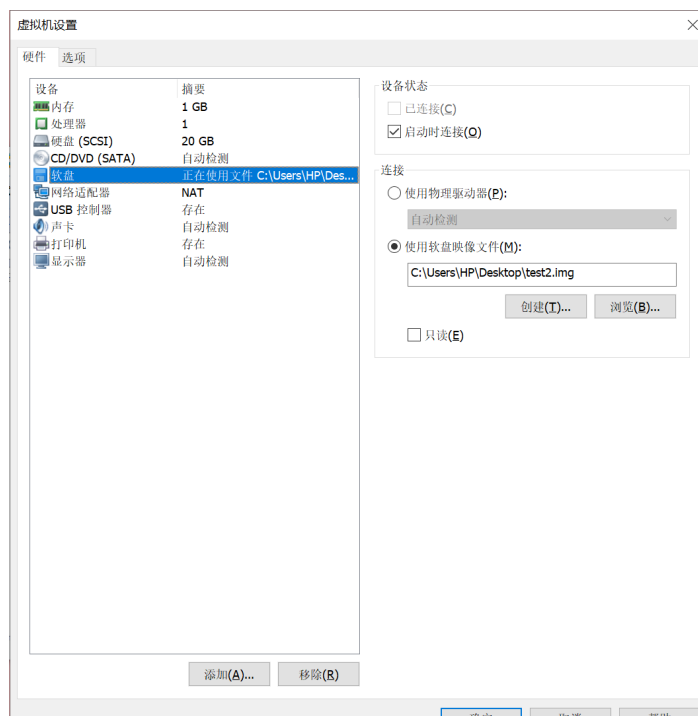 虚拟机设置
硬件 选项
设备 摘要
内存 1 GB
处理器 1
硬盘 (SCSI) 20 GB
CD/DVD (SATA) 自动检测
软盘 正在使用文件 C:\Users\HP\Des...
网络适配器 NAT
USB 控制器 存在
声卡 自动检测
打印机 存在
显示器 自动检测
添加(A)... 移除(R)
设备状态
已连接(C)
启动时连接(O)
连接
使用物理驱动器(P):
自动检测
使用软盘映像文件(M):
C:\Users\HP\Desktop\test2.img
创建(T)... 浏览(B)...
只读(E)